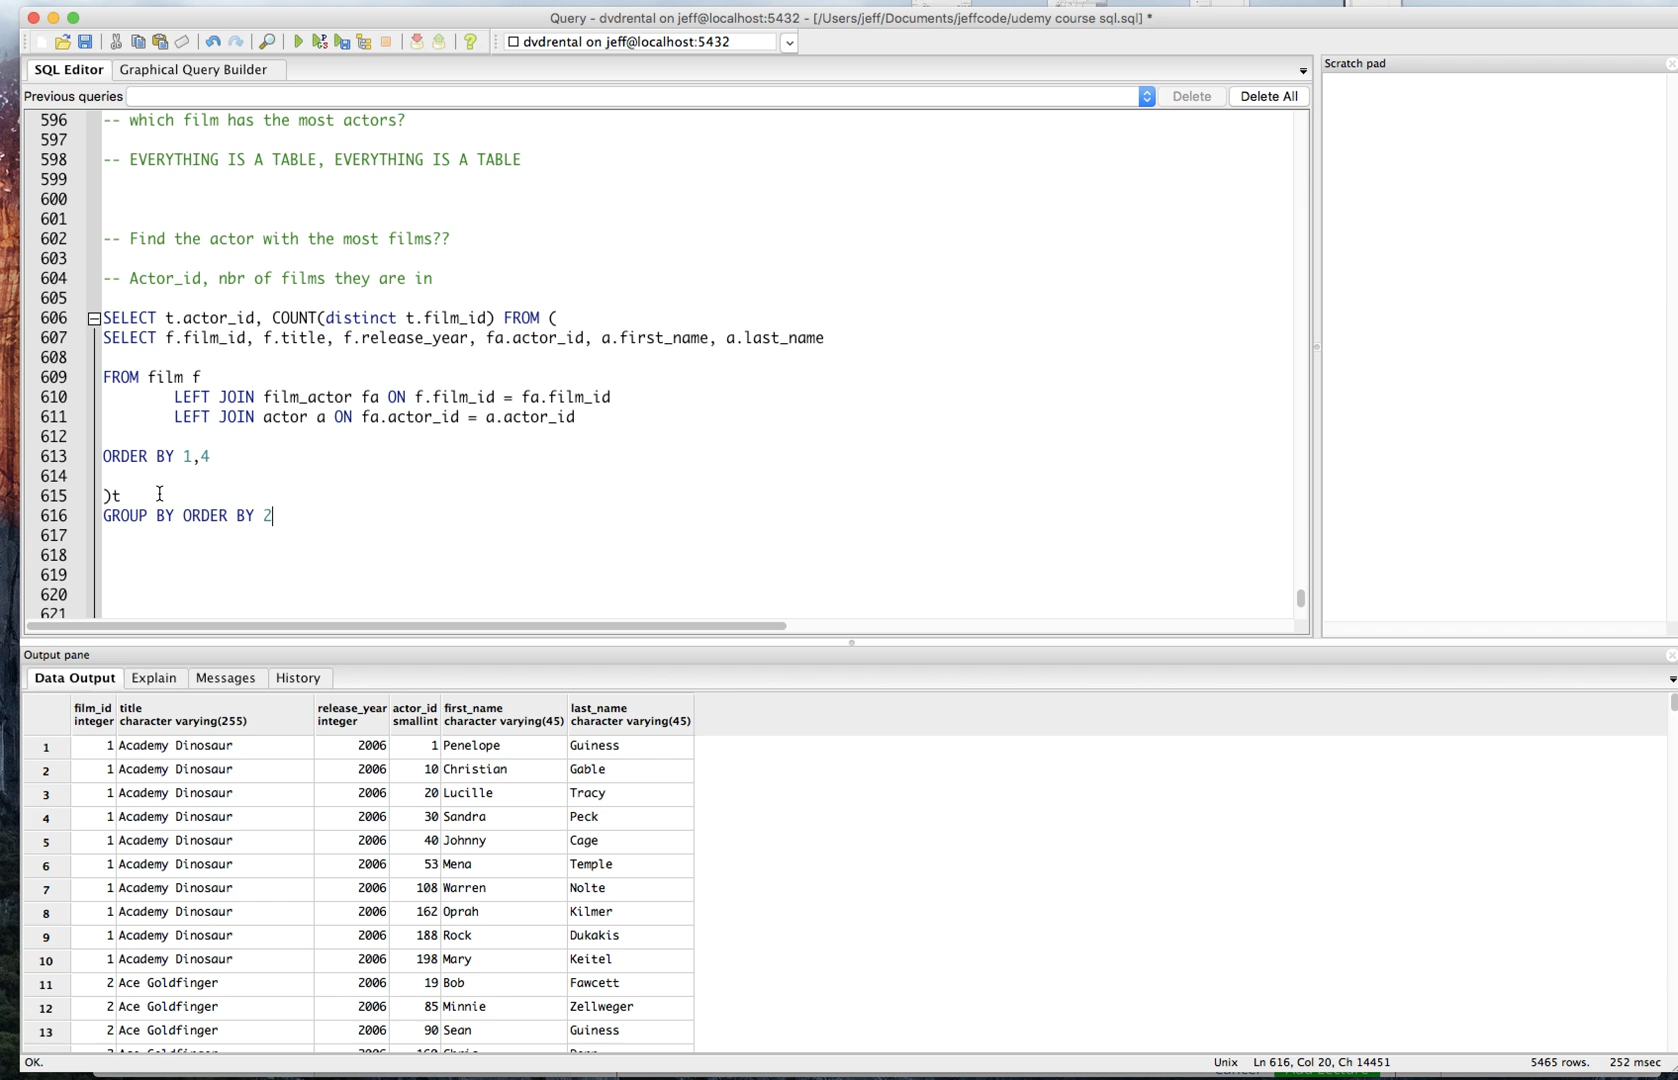 Query - dvdrental on jeff@localhost:5432 - [/Users/jeff/Documents/jeffcode/udemy course sql.sql] *
dvdrental on jeff@localhost:5432
SQL Editor Graphical Query Builder
Scratch pad
Previous queries Delete Delete All
596 -- which film has the most actors?
597
598 -- EVERYTHING IS A TABLE, EVERYTHING IS A TABLE
599
600
601
602 -- Find the actor with the most films??
603
604 -- Actor_id, nbr of films they are in
605
606 SELECT t.actor_id, COUNT(distinct t.film_id) FROM (
607 SELECT f.film_id, f.title, f.release_year, fa.actor_id, a.first_name, a.last_name
608
609 FROM film f
610 LEFT JOIN film_actor fa ON f.film_id = fa.film_id
611 LEFT JOIN actor a ON fa.actor_id = a.actor_id
612
613 ORDER BY 1,4
614
615 )t
616 GROUP BY ORDER BY 2
617
618
619
620
621
Output pane
Data Output Explain Messages History
film_id title release_year actor_id first_name last_name
integer character varying(255) integer smallint character varying(45) character varying(45)
1 1 Academy Dinosaur 2006 1 Penelope Guiness
2 1 Academy Dinosaur 2006 10 Christian Gable
3 1 Academy Dinosaur 2006 20 Lucille Tracy
4 1 Academy Dinosaur 2006 30 Sandra Peck
5 1 Academy Dinosaur 2006 40 Johnny Cage
6 1 Academy Dinosaur 2006 53 Mena Temple
7 1 Academy Dinosaur 2006 108 Warren Nolte
8 1 Academy Dinosaur 2006 162 Oprah Kilmer
9 1 Academy Dinosaur 2006 188 Rock Dukakis
10 1 Academy Dinosaur 2006 198 Mary Keitel
11 2 Ace Goldfinger 2006 19 Bob Fawcett
12 2 Ace Goldfinger 2006 85 Minnie Zellweger
13 2 Ace Goldfinger 2006 90 Sean Guiness
OK. Unix Ln 616, Col 20, Ch 14451 5465 rows. 252 msec